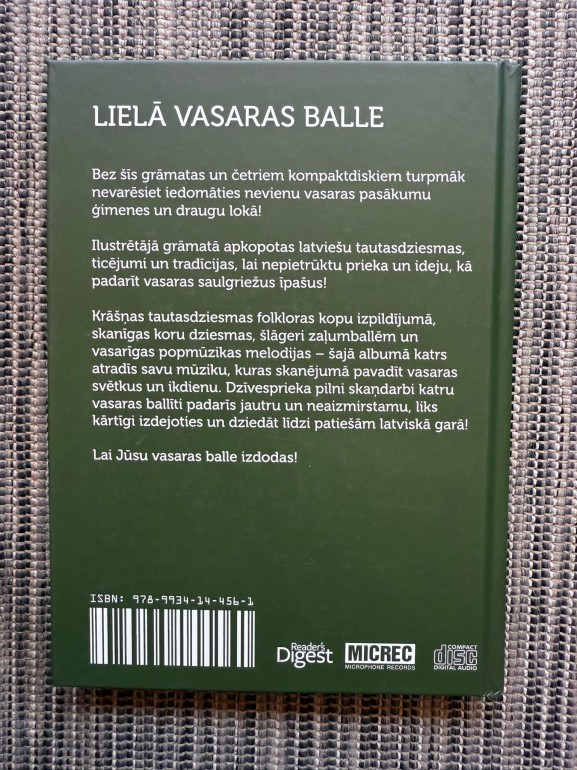 LIELĀ VASARAS BALLE
Bez šīs grāmatas un četriem kompaktdiskiem turpmāk
nevarēsiet iedomāties nevienu vasaras pasākumu
ģimenes un draugu lokā!
Ilustrētājā grāmatā apkopotas latviešu tautasdziesmas,
ticējumi un tradīcijas, lai nepietrūktu prieka un ideju, kā
padarīt vasaras saulgriežus īpašus!
Krāšņas tautasdziesmas folkloras kopu izpildījumā,
skanīgas koru dziesmas, šlāgeri zaļumballēm un
vasarīgas popmūzikas melodijas – šajā albumā katrs
atradīs savu mūziku, kuras skanējumā pavadīt vasaras
svētkus un ikdienu. Dzīvesprieka pilni skaņdarbi katru
vasaras ballīti padarīs jautru un neaizmirstamu, liks
kārtīgi izdejoties un dziedāt līdzi patiešām latviskā garā!
Lai Jūsu vasaras balle izdodas!
ISBN: 978-9934-14-456-1
Reader's
Digest
MICREC
MICROPHONE RECORDS
COMPACT
disc
DIGITAL AUDIO